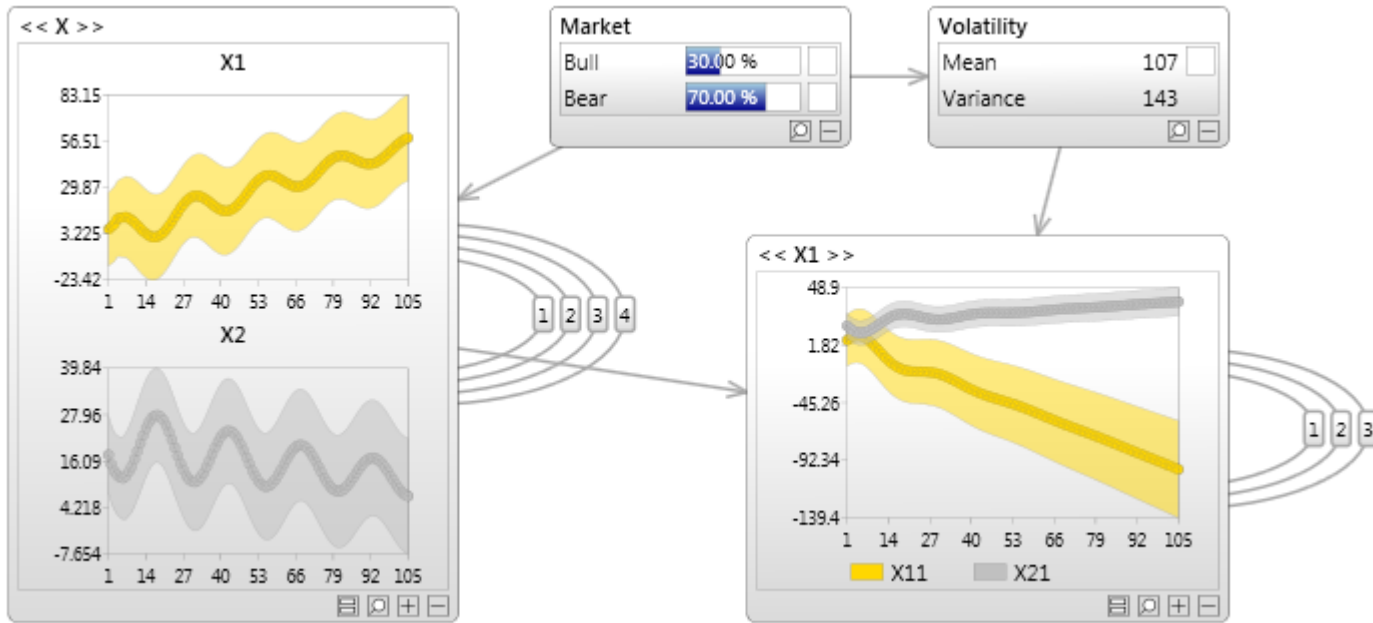 << X >>
X1
83.15
56.51
29.87
3.225
-23.42
1 14 27 40 53 66 79 92 105
X2
39.84
27.96
16.09
4.218
-7.654
1 14 27 40 53 66 79 92 105
1 2 3 4
Market
Bull 30.00 %
Bear 70.00 %
Volatility
Mean 107
Variance 143
<< X1 >>
48.9
1.82
-45.26
-92.34
-139.4
1 14 27 40 53 66 79 92 105
X11 X21
1 2 3